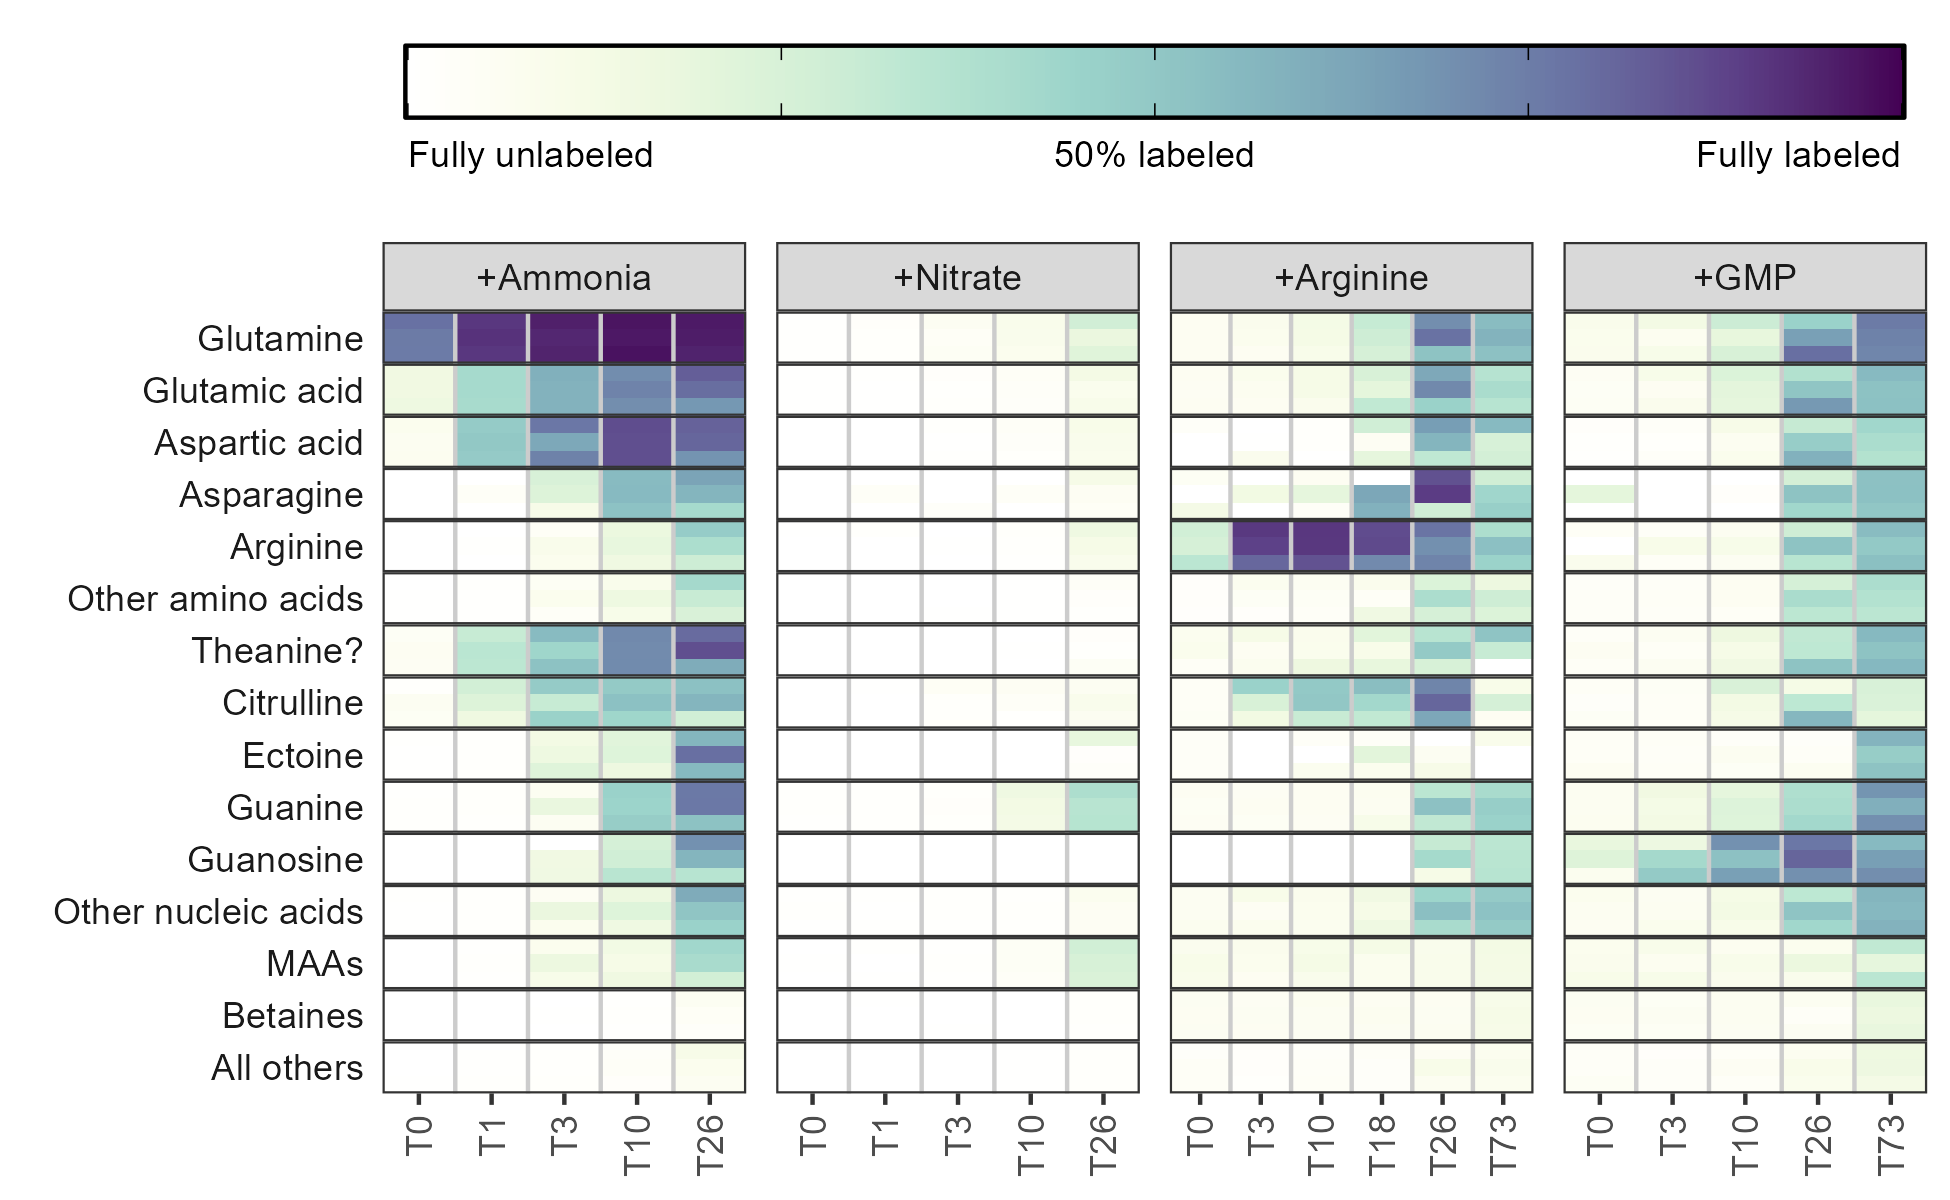 Fully unlabeled 50% labeled Fully labeled
+Ammonia +Nitrate +Arginine +GMP
Glutamine
Glutamic acid
Aspartic acid
Asparagine
Arginine
Other amino acids
Theanine?
Citrulline
Ectoine
Guanine
Guanosine
Other nucleic acids
MAAs
Betaines
All others
T0 T1 T3 T10 T26 T0 T1 T3 T10 T26 T0 T3 T10 T18 T26 T73 T0 T3 T10 T26 T73